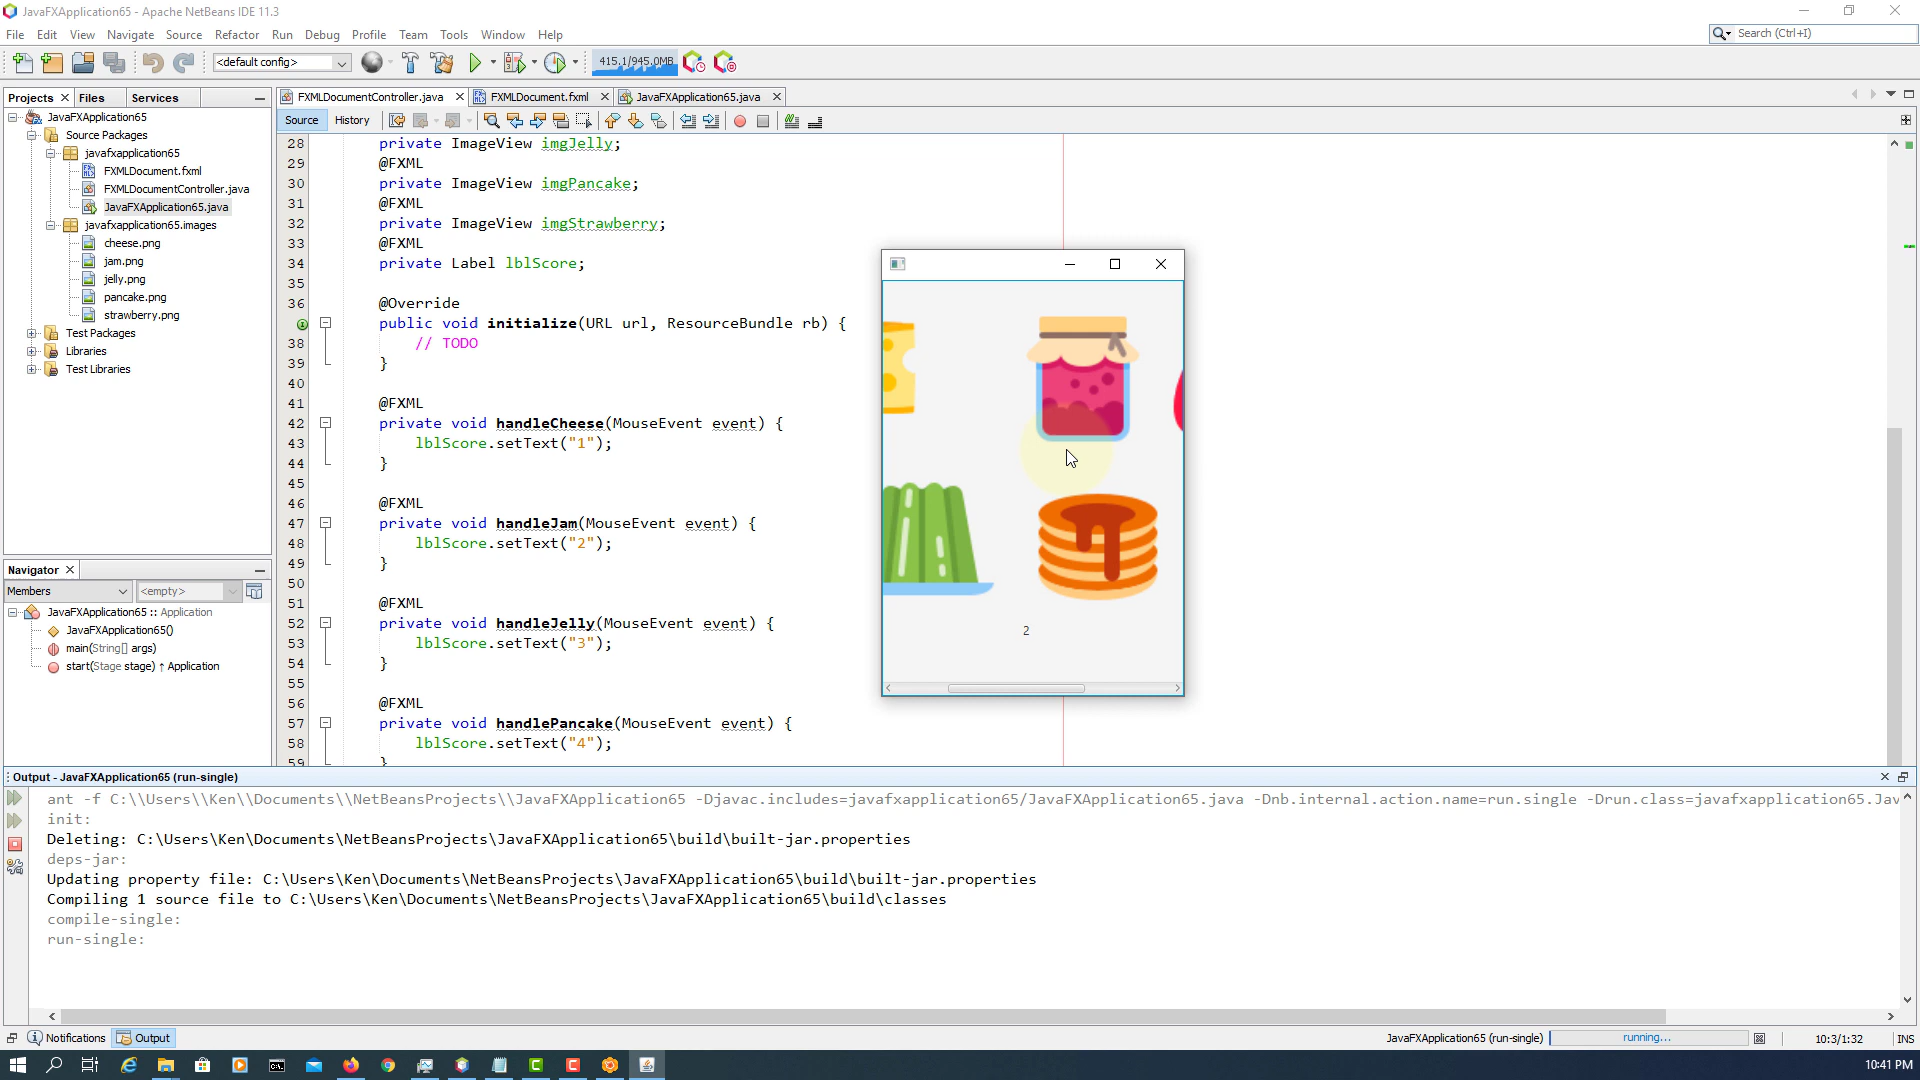 JavaFXApplication65 - Apache NetBeans IDE 11.3
File Edit View Navigate Source Refactor Run Debug Profile Team Tools Window Help
Search (Ctrl+I)
<default config>
415.1/945.0MB
Projects Files Services
FXMLDocumentController.java FXMLDocument.fxml JavaFXApplication65.java
Source History
JavaFXApplication65
Source Packages
javafxapplication65
FXMLDocument.fxml
FXMLDocumentController.java
JavaFXApplication65.java
javafxapplication65.images
cheese.png
jam.png
jelly.png
pancake.png
strawberry.png
Test Packages
Libraries
Test Libraries
Navigator
Members <empty>
JavaFXApplication65 :: Application
JavaFXApplication65()
main(String[] args)
start(Stage stage) ↑ Application
28 private ImageView imgJelly;
29 @FXML
30 private ImageView imgPancake;
31 @FXML
32 private ImageView imgStrawberry;
33 @FXML
34 private Label lblScore;
35
36 @Override
public void initialize(URL url, ResourceBundle rb) {
38 // TODO
39 }
40
41 @FXML
42 private void handleCheese(MouseEvent event) {
43 lblScore.setText("1");
44 }
45
46 @FXML
47 private void handleJam(MouseEvent event) {
48 lblScore.setText("2");
49 }
50
51 @FXML
52 private void handleJelly(MouseEvent event) {
53 lblScore.setText("3");
54 }
55
56 @FXML
57 private void handlePancake(MouseEvent event) {
58 lblScore.setText("4");
59 }
2
Output - JavaFXApplication65 (run-single)
ant -f C:\\Users\\Ken\\Documents\\NetBeansProjects\\JavaFXApplication65 -Djavac.includes=javafxapplication65/JavaFXApplication65.java -Dnb.internal.action.name=run.single -Drun.class=javafxapplication65.Jav
init:
Deleting: C:\Users\Ken\Documents\NetBeansProjects\JavaFXApplication65\build\built-jar.properties
deps-jar:
Updating property file: C:\Users\Ken\Documents\NetBeansProjects\JavaFXApplication65\build\built-jar.properties
Compiling 1 source file to C:\Users\Ken\Documents\NetBeansProjects\JavaFXApplication65\build\classes
compile-single:
run-single:
Notifications Output
JavaFXApplication65 (run-single) running... 10:3/1:32 INS
10:41 PM